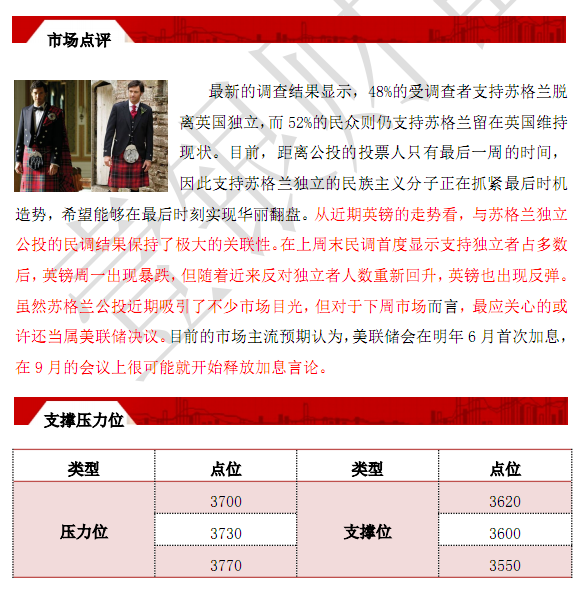 市场点评
最新的调查结果显示，48%的受调查者支持苏格兰脱
离英国独立，而 52%的民众则仍支持苏格兰留在英国维持
现状。目前，距离公投的投票人只有最后一周的时间，
因此支持苏格兰独立的民族主义分子正在抓紧最后时机
造势，希望能够在最后时刻实现华丽翻盘。从近期英镑的走势看，与苏格兰独立
公投的民调结果保持了极大的关联性。在上周末民调首度显示支持独立者占多数
后，英镑周一出现暴跌，但随着近来反对独立者人数重新回升，英镑也出现反弹。
虽然苏格兰公投近期吸引了不少市场目光，但对于下周市场而言，最应关心的或
许还当属美联储决议。目前的市场主流预期认为，美联储会在明年 6 月首次加息，
在 9 月的会议上很可能就开始释放加息言论。
支撑压力位
类型 点位 类型 点位
3700 3620
压力位 3730 支撑位 3600
3770 3550